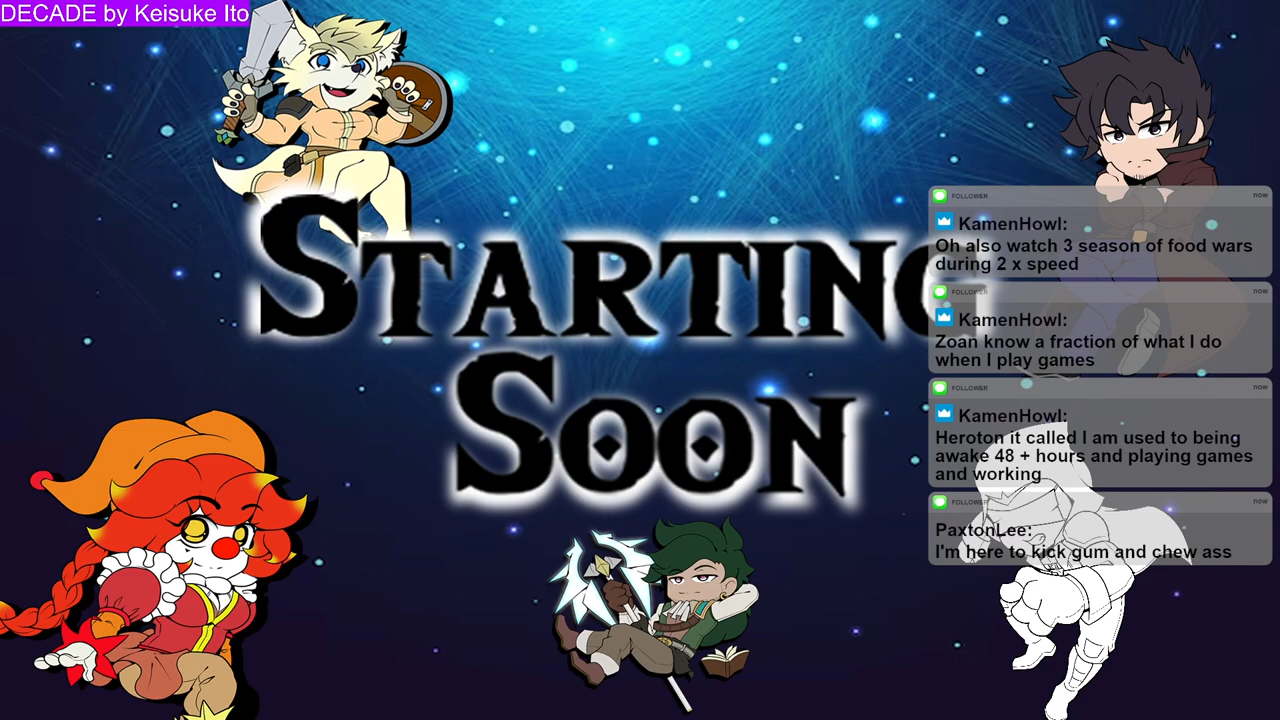 DECADE by Keisuke Ito
STARTING
SOON
FOLLOWER now
KamenHowl:
Oh also watch 3 season of food wars
during 2 x speed
FOLLOWER now
KamenHowl:
Zoan know a fraction of what I do
when I play games
FOLLOWER now
KamenHowl:
Heroton it called I am used to being
awake 48 + hours and playing games
and working
FOLLOWER now
PaxtonLee:
I'm here to kick gum and chew ass